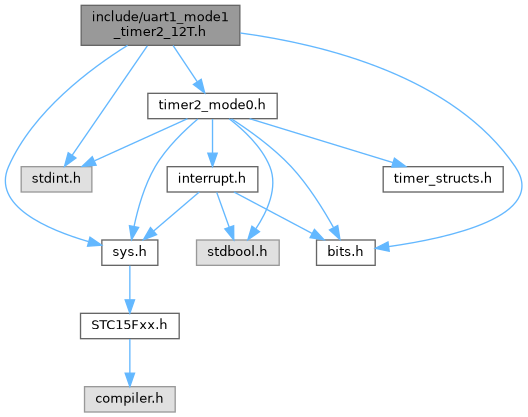 include/uart1_mode1
_timer2_12T.h
timer2_mode0.h
stdint.h
interrupt.h
timer_structs.h
sys.h
stdbool.h
bits.h
STC15Fxx.h
compiler.h